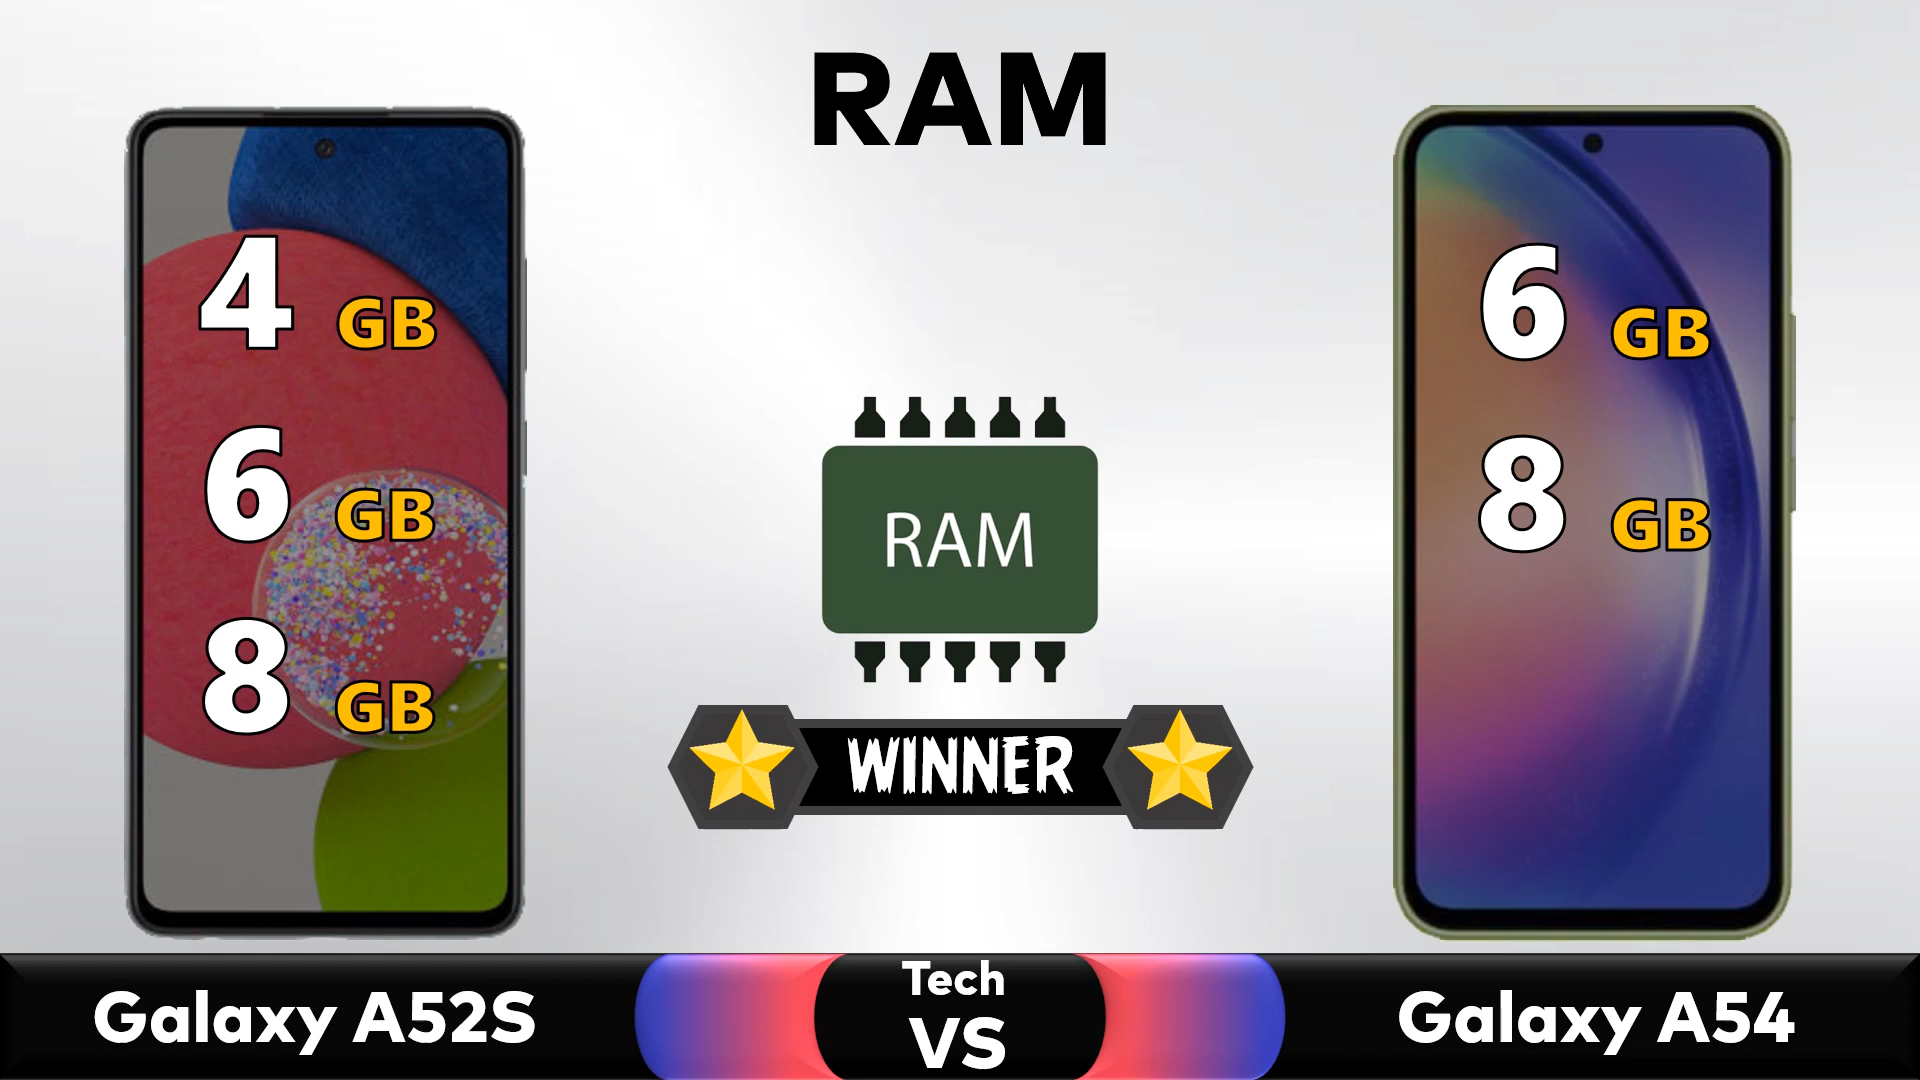 RAM
4 GB
6 GB
8 GB
6 GB
8 GB
RAM
WINNER
Galaxy A52S
Tech
VS
Galaxy A54